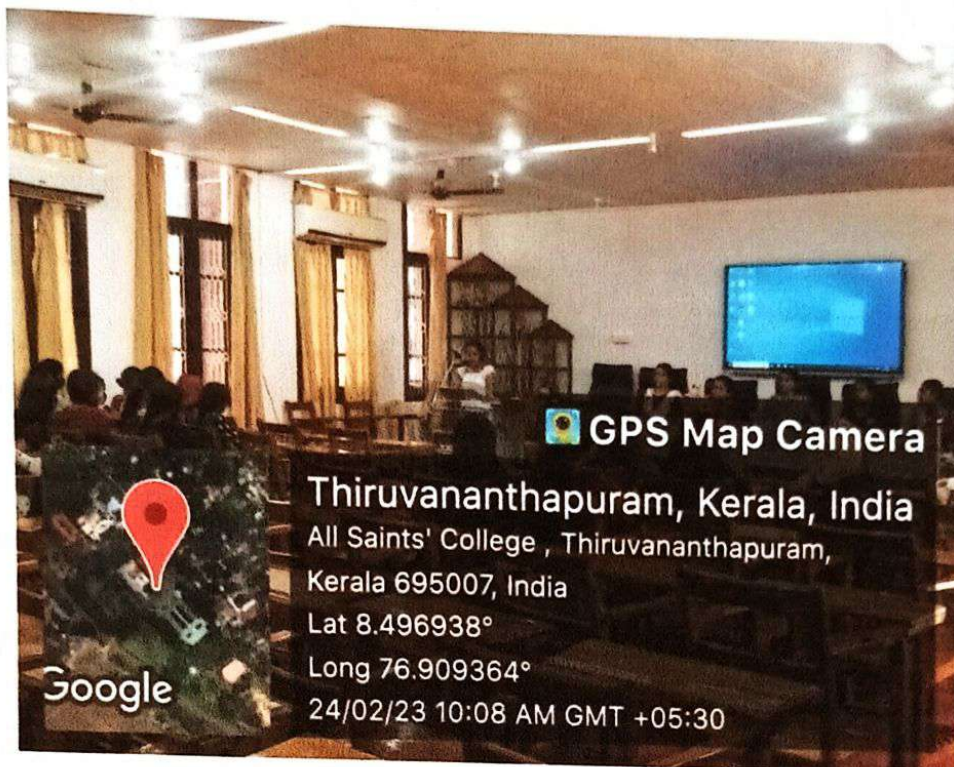 GPS Map Camera
Thiruvananthapuram, Kerala, India
All Saints' College , Thiruvananthapuram,
Kerala 695007, India
Lat 8.496938°
Long 76.909364°
24/02/23 10:08 AM GMT +05:30
Google